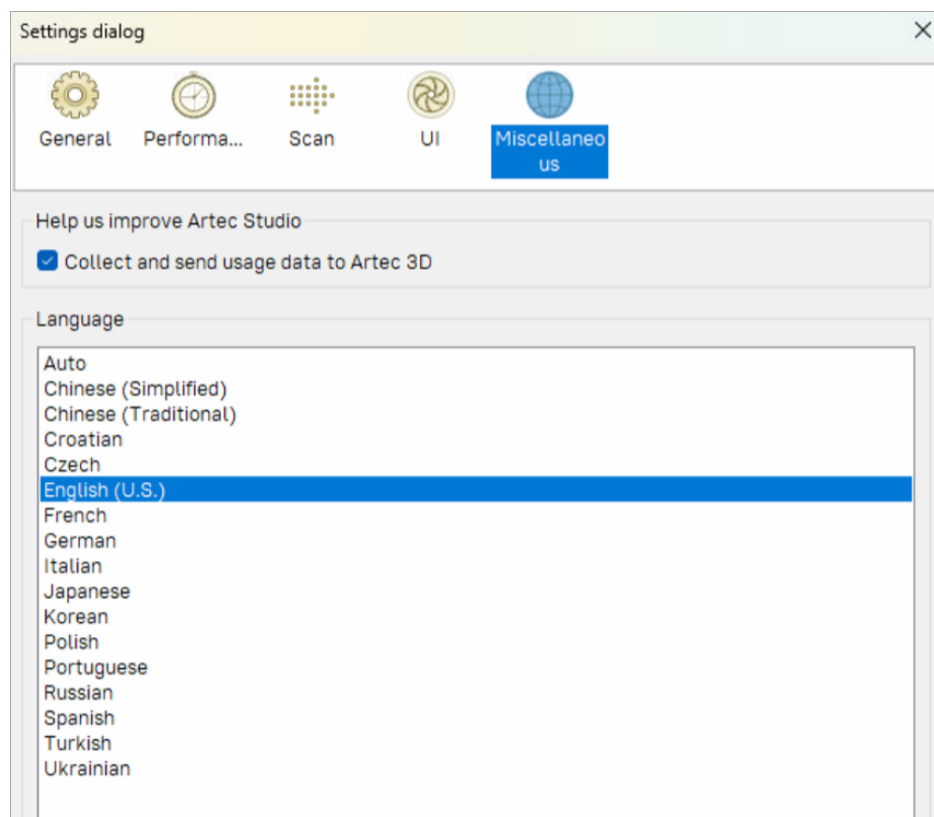 Settings dialog
General
Performa...
Scan
UI
Miscellaneo
us
Help us improve Artec Studio
Collect and send usage data to Artec 3D
Language
Auto
Chinese (Simplified)
Chinese (Traditional)
Croatian
Czech
English (U.S.)
French
German
Italian
Japanese
Korean
Polish
Portuguese
Russian
Spanish
Turkish
Ukrainian